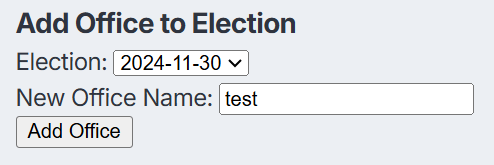 Add Office to Election
Election: 2024-11-30
New Office Name: test
Add Office